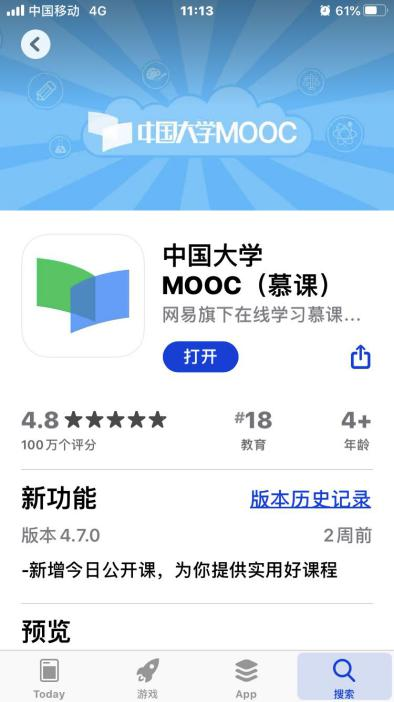 中国移动 4G 11:13 61%
中国大学MOOC
中国大学
MOOC（慕课）
网易旗下在线学习慕课...
打开
4.8 #18 4+
100万个评分 教育 年龄
新功能 版本历史记录
版本 4.7.0 2周前
-新增今日公开课，为你提供实用好课程
预览
Today 游戏 App 搜索